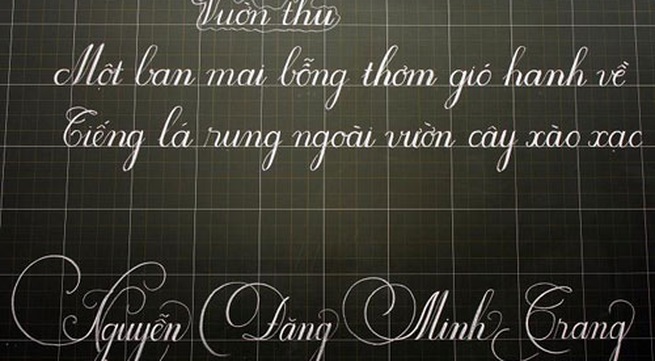 Vườn thu
Một ban mai bỗng thơm gió hanh về
Tiếng lá rung ngoài vườn cây xào xạc
Nguyễn Đăng Minh Trang